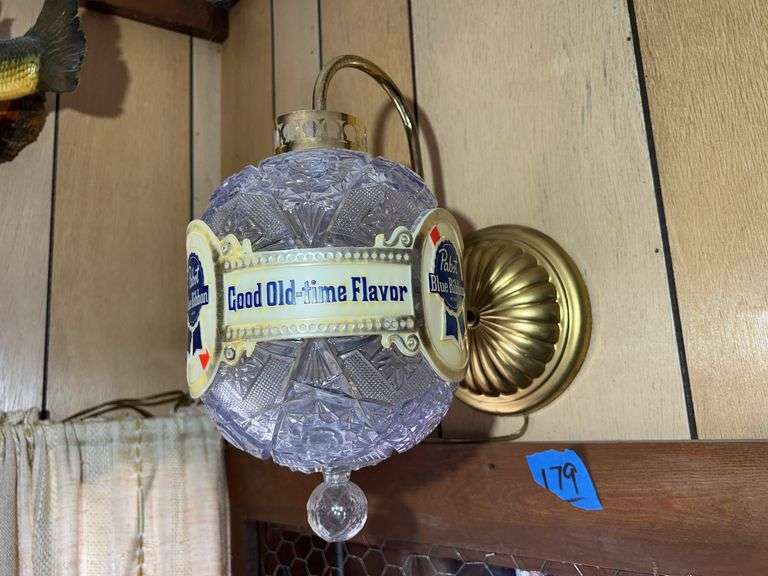 Pabst
Blue Ribbon
Good Old-time Flavor
Pabst
Blue Ribbon
179